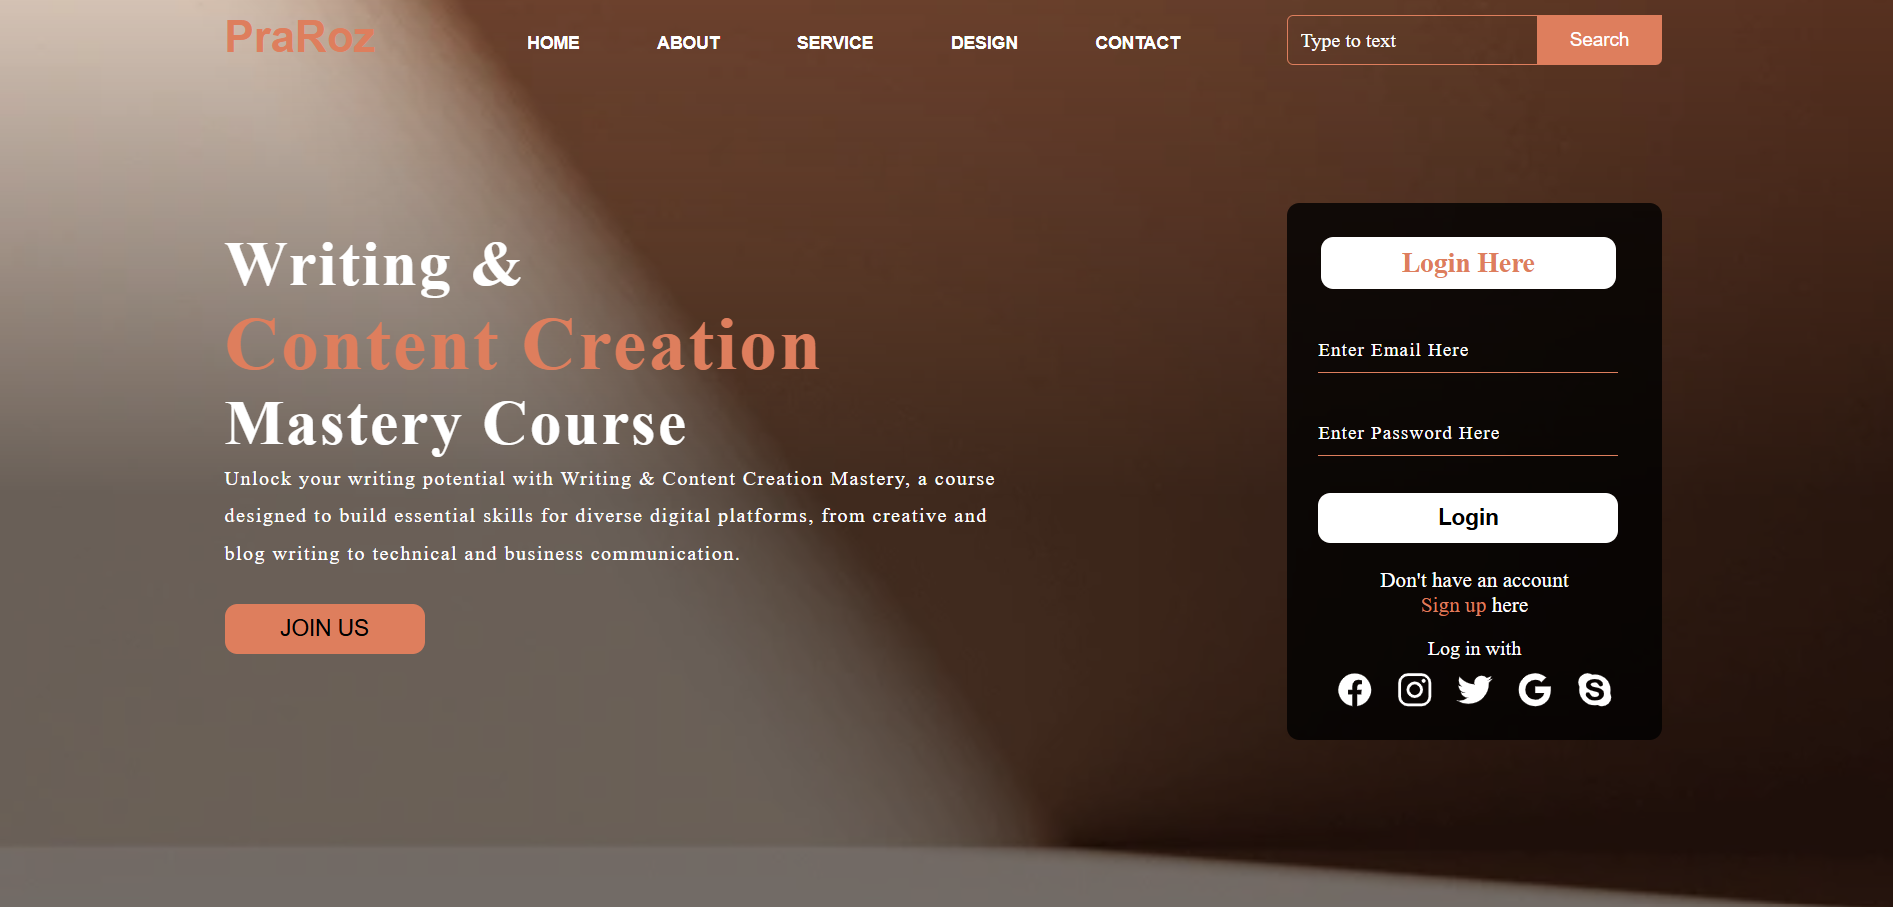 PraRoz
HOME
ABOUT
SERVICE
DESIGN
CONTACT
Type to text
Search
Writing &
Content Creation
Mastery Course
Unlock your writing potential with Writing & Content Creation Mastery, a course
designed to build essential skills for diverse digital platforms, from creative and
blog writing to technical and business communication.
JOIN US
Login Here
Enter Email Here
Enter Password Here
Login
Don't have an account
Sign up here
Log in with